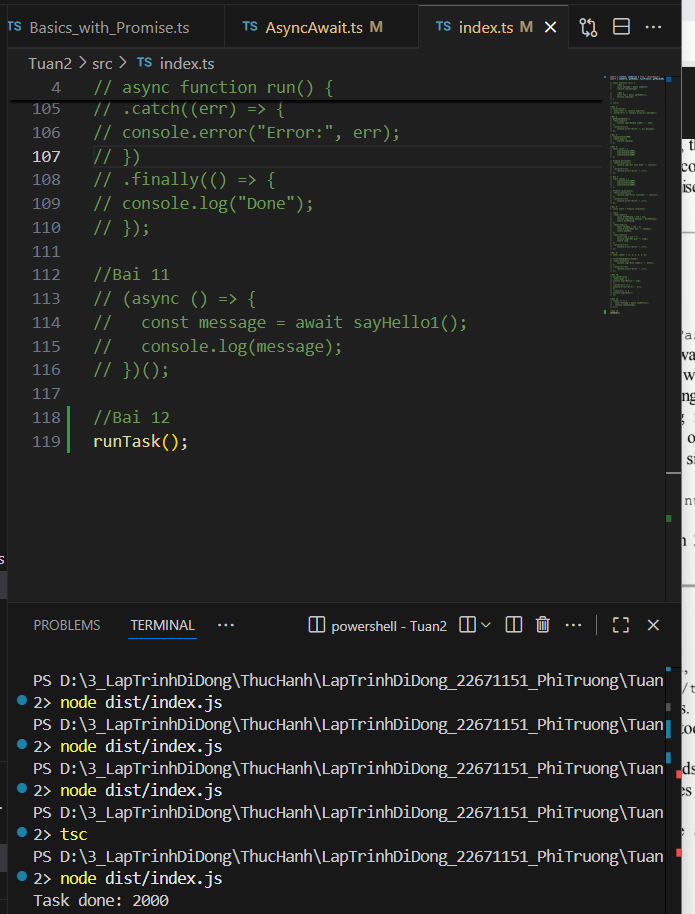 TS Basics_with_Promise.ts TS AsyncAwait.ts M TS index.ts M
Tuan2 > src > TS index.ts
4 // async function run() {
105 // .catch((err) => {
106 // console.error("Error:", err);
107 // })
108 // .finally(() => {
109 // console.log("Done");
110 // });
111
112 //Bai 11
113 // (async () => {
114 //   const message = await sayHello1();
115 //   console.log(message);
116 // })();
117
118 //Bai 12
119 runTask();
PROBLEMS TERMINAL ... powershell - Tuan2
PS D:\3_LapTrinhDiDong\ThucHanh\LapTrinhDiDong_22671151_PhiTruong\Tuan
2> node dist/index.js
PS D:\3_LapTrinhDiDong\ThucHanh\LapTrinhDiDong_22671151_PhiTruong\Tuan
2> node dist/index.js
PS D:\3_LapTrinhDiDong\ThucHanh\LapTrinhDiDong_22671151_PhiTruong\Tuan
2> node dist/index.js
PS D:\3_LapTrinhDiDong\ThucHanh\LapTrinhDiDong_22671151_PhiTruong\Tuan
2> tsc
PS D:\3_LapTrinhDiDong\ThucHanh\LapTrinhDiDong_22671151_PhiTruong\Tuan
2> node dist/index.js
Task done: 2000